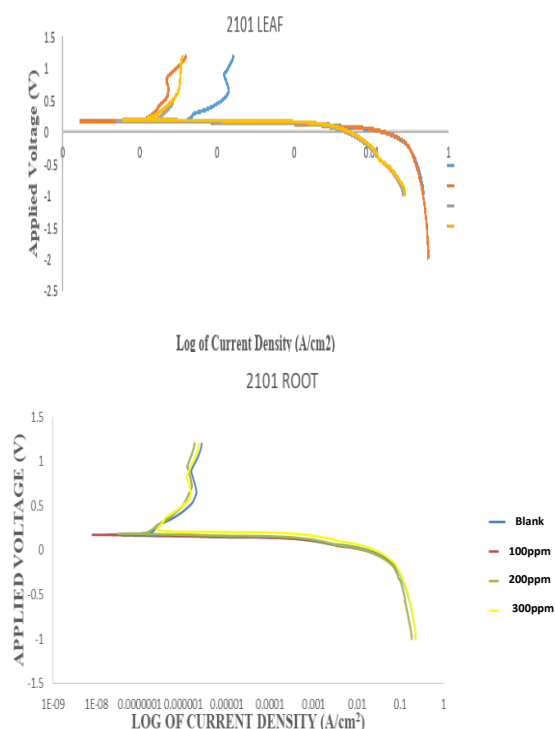 2101 LEAF
1.5
1
0.5
0
-0.5
-1
-1.5
-2
-2.5
0 0 0 0 0.01 1
Applied Voltage (V)
Log of Current Density (A/cm2)
2101 ROOT
1.5
1
0.5
0
-0.5
-1
-1.5
1E-09 1E-08 0.0000001 0.000001 0.00001 0.0001 0.001 0.01 0.1 1
APPLIED VOLTAGE (V)
LOG OF CURRENT DENSITY (A/cm²)
Blank
100ppm
200ppm
300ppm